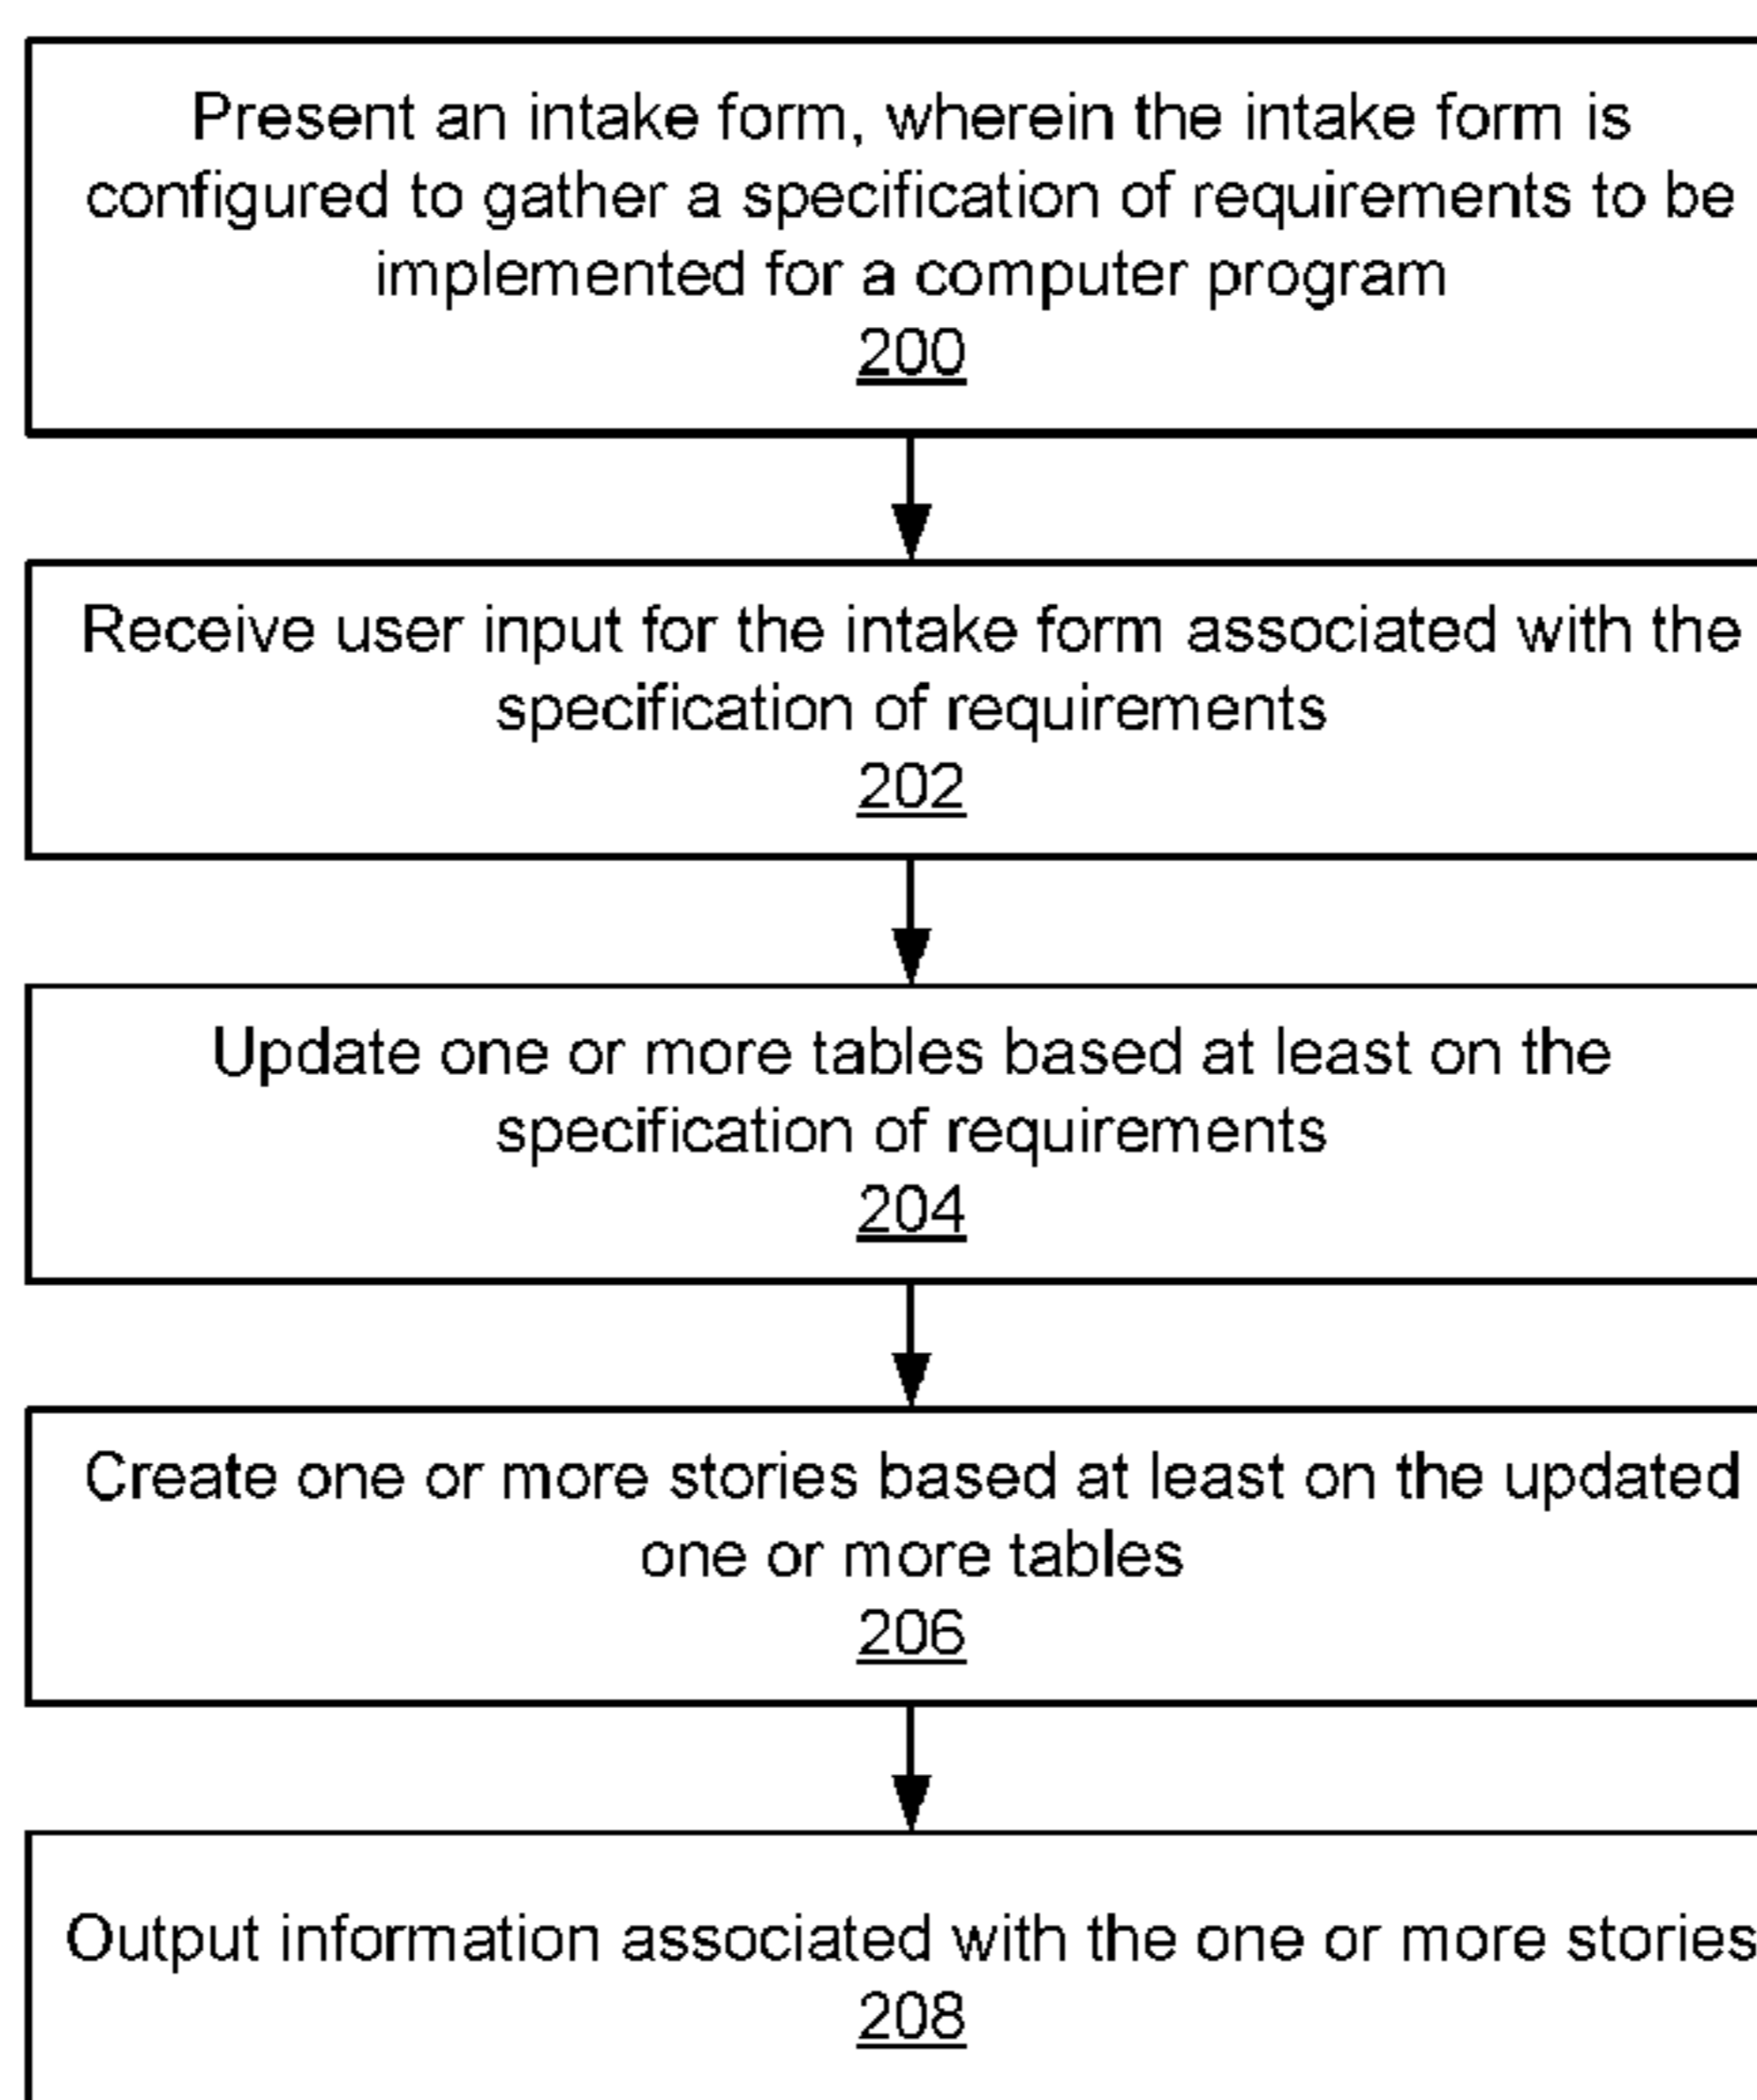 Present an intake form, wherein the intake form is
configured to gather a specification of requirements to be
implemented for a computer program
200
Receive user input for the intake form associated with the
specification of requirements
202
Update one or more tables based at least on the
specification of requirements
204
Create one or more stories based at least on the updated
one or more tables
206
Output information associated with the one or more stories
208